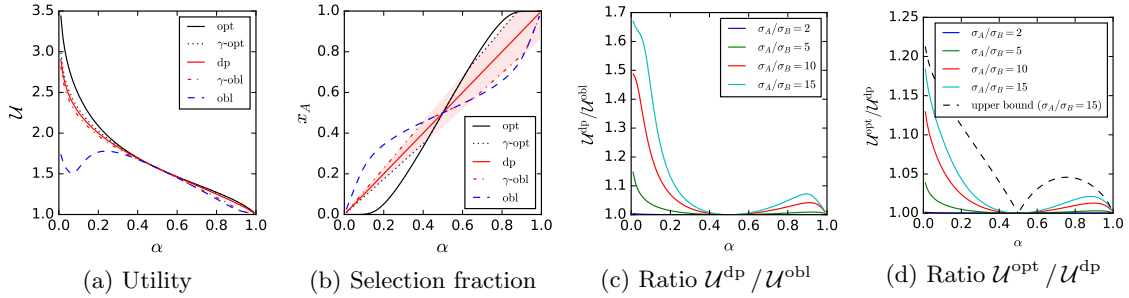 3.5
3.0
2.5
2.0
1.5
1.0
0.0 0.2 0.4 0.6 0.8 1.0
𝒰
α
opt
γ-opt
dp
γ-obl
obl
(a) Utility
1.0
0.8
0.6
0.4
0.2
0.0
0.0 0.2 0.4 0.6 0.8 1.0
x_A
α
opt
γ-opt
dp
γ-obl
obl
(b) Selection fraction
1.7
1.6
1.5
1.4
1.3
1.2
1.1
1.0
0.0 0.2 0.4 0.6 0.8 1.0
𝒰^dp/𝒰^obl
α
σ_A/σ_B = 2
σ_A/σ_B = 5
σ_A/σ_B = 10
σ_A/σ_B = 15
(c) Ratio 𝒰^dp / 𝒰^obl
1.25
1.20
1.15
1.10
1.05
1.00
0.0 0.2 0.4 0.6 0.8 1.0
𝒰^opt/𝒰^dp
α
σ_A/σ_B = 2
σ_A/σ_B = 5
σ_A/σ_B = 10
σ_A/σ_B = 15
upper bound (σ_A/σ_B = 15)
(d) Ratio 𝒰^opt / 𝒰^dp